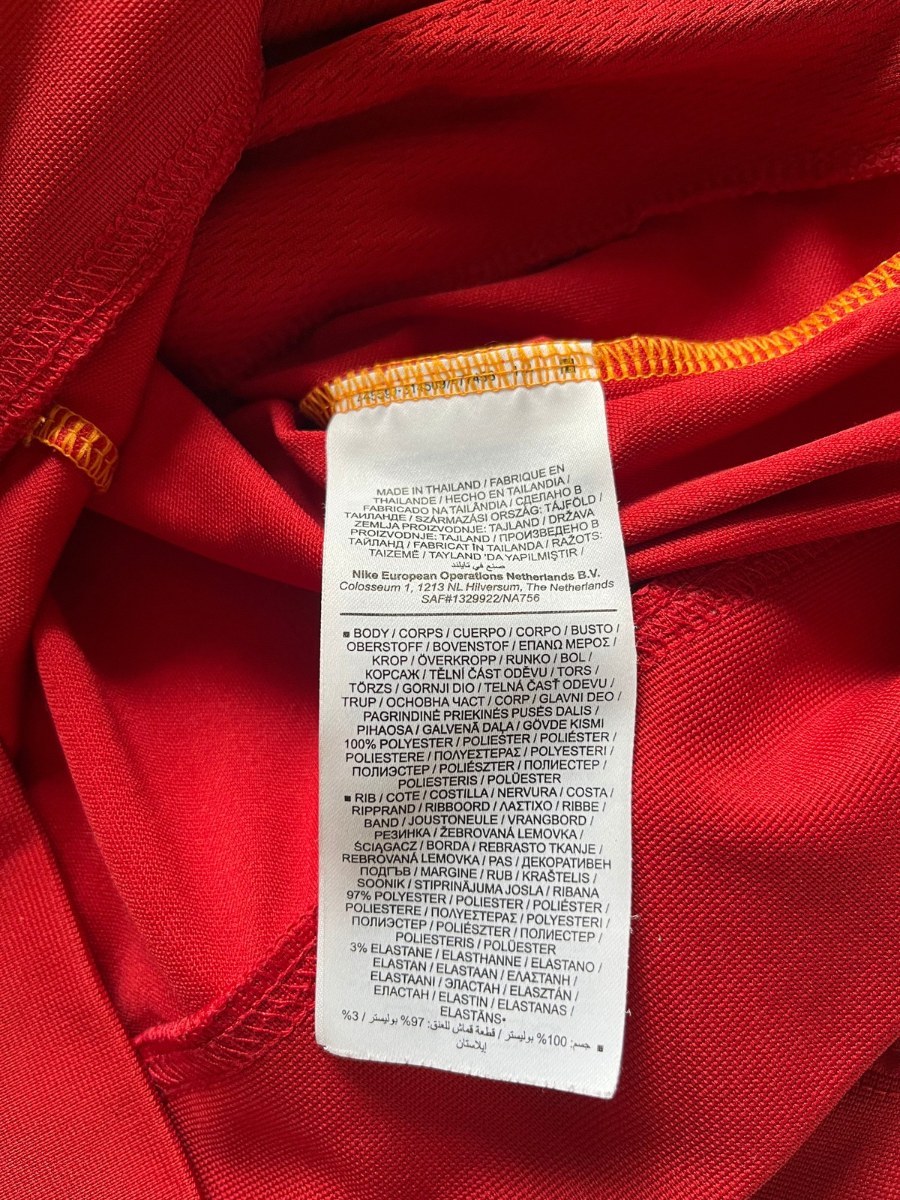 MADE IN THAILAND / FABRIQUE EN
THAILANDE / HECHO EN TAILANDIA /
FABRICADO NA TAILÂNDIA / СДЕЛАНО В
ТАИЛАНДЕ / SZÁRMAZÁSI ORSZÁG: TÁJFÖLD /
ZEMLJA PROIZVODNJE: TAJLAND / DRŽAVA
PROIZVODNJE: TAJLAND / ПРОИЗВЕДЕНО В
ТАЙЛАНД / FABRICAT ÎN TAILANDA / RAŽOTS:
TAIZEMĒ / TAYLAND 'DA YAPILMIŞTIR /
صنع في تايلند
Nike European Operations Netherlands B.V.
Colosseum 1, 1213 NL Hilversum, The Netherlands
SAF#1329922/NA756
■ BODY / CORPS / CUERPO / CORPO / BUSTO /
OBERSTOFF / BOVENSTOF / ΕΠΑΝΩ ΜΕΡΟΣ /
KROP / ÖVERKROPP / RUNKO / BOL /
КОРСАЖ / TĚLNÍ ČÁST ODĚVU / TORS /
TÖRZS / GORNJI DIO / TELNÁ ČASŤ ODEVU /
TRUP / ОСНОВНА ЧАСТ / CORP / GLAVNI DEO /
PAGRINDINĖ PRIEKINĖS PUSĖS DALIS /
PIHAOSA / GALVENĀ DAĻA / GÖVDE KISMI
100% POLYESTER / POLIESTER / POLIÉSTER /
POLIESTERE / ΠΟΛΥΕΣΤΕΡΑΣ / POLYESTERI /
ПОЛИЭСТЕР / POLIÉSZTER / ПОЛИЕСТЕР /
POLIESTERIS / POLÜESTER
■ RIB / COTE / COSTILLA / NERVURA / COSTA /
RIPPRAND / RIBBOORD / ΛΑΣΤΙΧΟ / RIBBE /
BAND / JOUSTONEULE / VRANGBORD /
РЕЗИНКА / ŽEBROVANÁ LEMOVKA /
ŚCIĄGACZ / BORDA / REBRASTO TKANJE /
REBROVANÁ LEMOVKA / PAS / ДЕКОРАТИВЕН
ПОДГЪВ / MARGINE / RUB / KRAŠTELIS /
SOONIK / STIPRINĀJUMA JOSLA / RIBANA
97% POLYESTER / POLIESTER / POLIÉSTER /
POLIESTERE / ΠΟΛΥΕΣΤΕΡΑΣ / POLYESTERI /
ПОЛИЭСТЕР / POLIÉSZTER / ПОЛИЕСТЕР /
POLIESTERIS / POLÜESTER
3% ELASTANE / ELASTHANNE / ELASTANO /
ELASTAN / ELASTAAN / ΕΛΑΣΤΑΝΗ /
ELASTAANI / ЭЛАСТАН / ELASZTÁN /
ЕЛАСТАН / ELASTIN / ELASTANAS /
ELASTĀNS*
■ جسم: 100% بوليستر / قطعة قماش للعنق: 97% بوليستر / 3%
إيلاستان